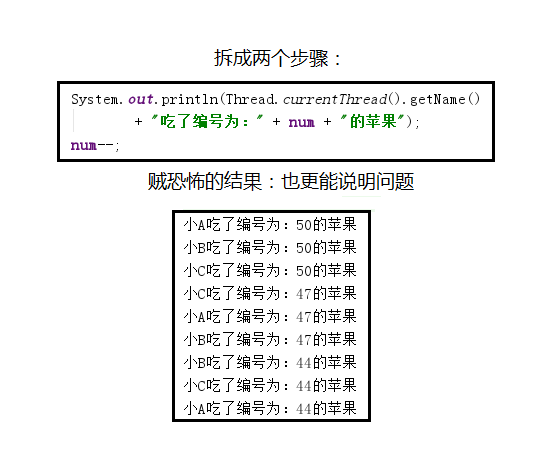 拆成两个步骤：
System.out.println(Thread.currentThread().getName()
+ "吃了编号为：" + num + "的苹果");
num--;
贼恐怖的结果：也更能说明问题
小A吃了编号为：50的苹果
小B吃了编号为：50的苹果
小C吃了编号为：50的苹果
小C吃了编号为：47的苹果
小A吃了编号为：47的苹果
小B吃了编号为：47的苹果
小B吃了编号为：44的苹果
小C吃了编号为：44的苹果
小A吃了编号为：44的苹果